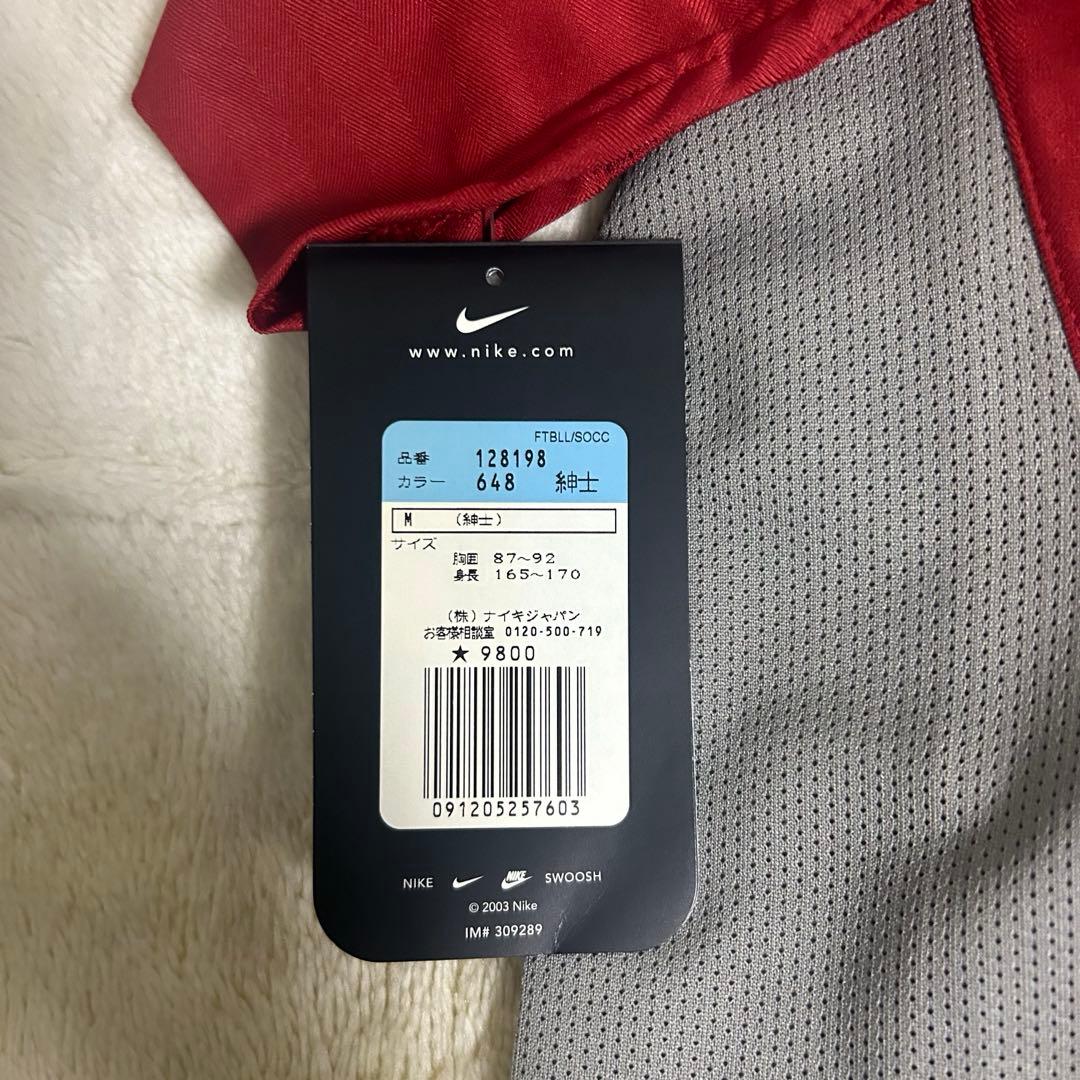 www.nike.com
FTBLL/SOCC
品番 128198
カラー 648 紳士
M (紳士)
サイズ
胸囲 87～92
身長 165～170
(株)ナイキジャパン
お客様相談室 0120-500-719
★ 9800
091205257603
NIKE NIKE SWOOSH
© 2003 Nike
IM# 309289